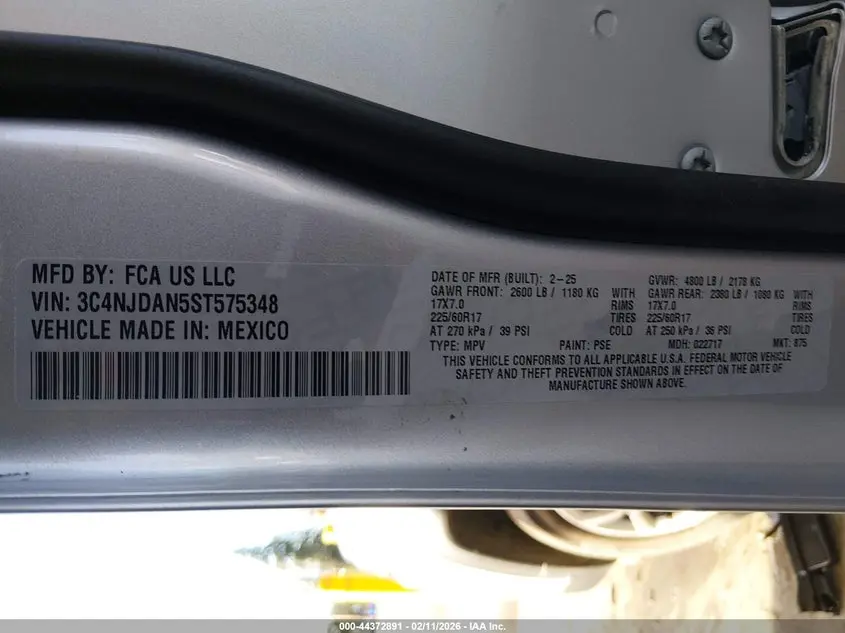 MFD BY: FCA US LLC
VIN: 3C4NJDAN5ST575348
VEHICLE MADE IN: MEXICO
DATE OF MFR (BUILT): 2-25 GVWR: 4800 LB / 2178 KG
GAWR FRONT: 2600 LB / 1180 KG WITH GAWR REAR: 2380 LB / 1080 KG WITH
17X7.0 RIMS 17X7.0 RIMS
225/60R17 TIRES 225/60R17 TIRES
AT 270 kPa / 39 PSI COLD AT 250 kPa / 36 PSI COLD
TYPE: MPV PAINT: PSE MDH: 022717 MKT: 875
THIS VEHICLE CONFORMS TO ALL APPLICABLE U.S.A. FEDERAL MOTOR VEHICLE
SAFETY AND THEFT PREVENTION STANDARDS IN EFFECT ON THE DATE OF
MANUFACTURE SHOWN ABOVE.
000-44372891 - 02/11/2026 - IAA Inc.